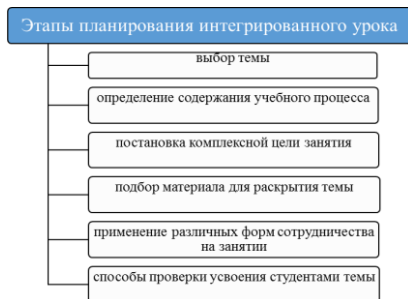 Этапы планирования интегрированного урока
выбор темы
определение содержания учебного процесса
постановка комплексной цели занятия
подбор материала для раскрытия темы
применение различных форм сотрудничества
на занятии
способы проверки усвоения студентами темы